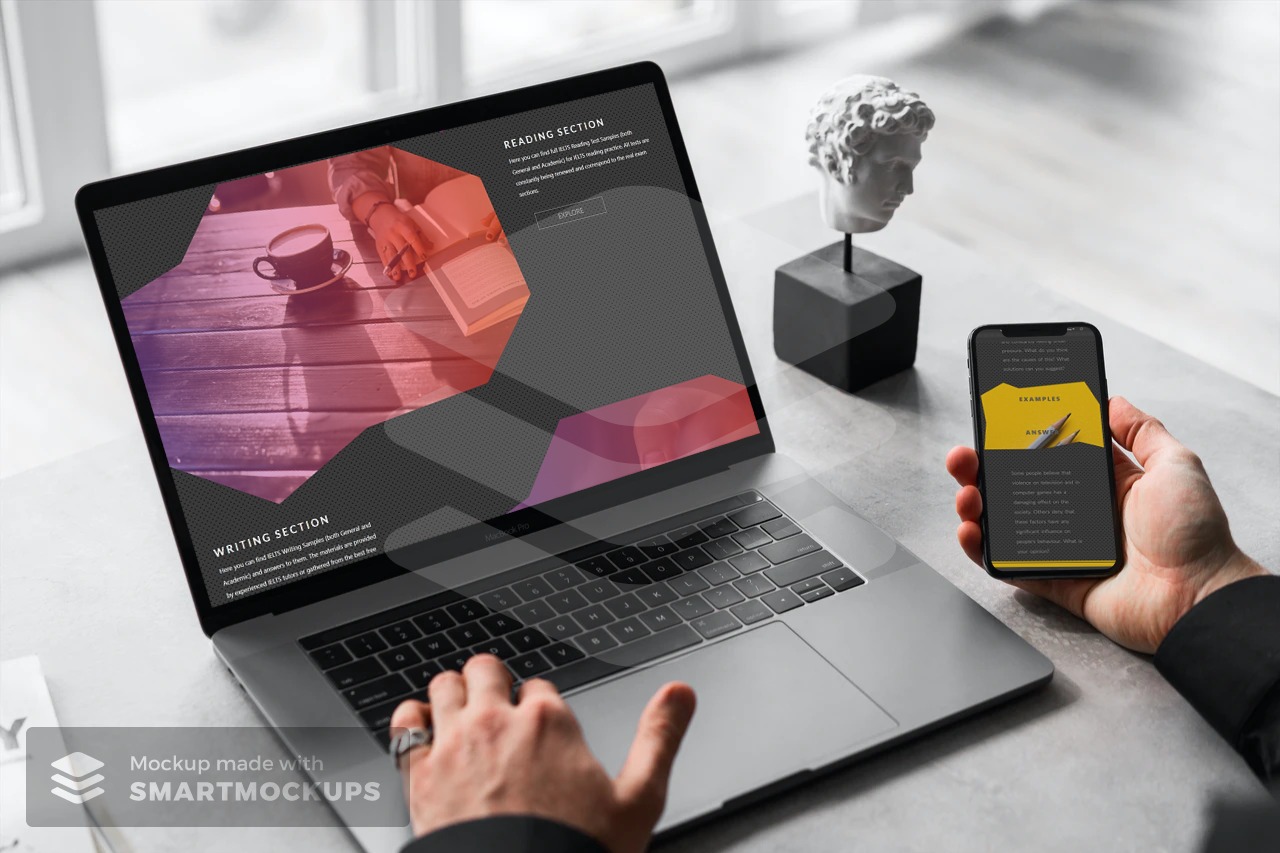 READING SECTION
Here you can find full IELTS Reading Test Samples (both
General and Academic) for IELTS reading practice. All tests are
constantly being renewed and correspond to the real exam
sections.
EXPLORE
WRITING SECTION
Here you can find IELTS Writing Samples (both General and
Academic) and answers to them. The materials are provided
by experienced IELTS tutors or gathered from the best free
MacBook Pro
pressure. What do you think
are the causes of this? What
solutions can you suggest?
EXAMPLES
Some people believe that
violence on television and in
computer games has a
damaging effect on the
society. Others deny that
these factors have any
significant influence on
people's behaviour. What is
your opinion?
Mockup made with
SMARTMOCKUPS